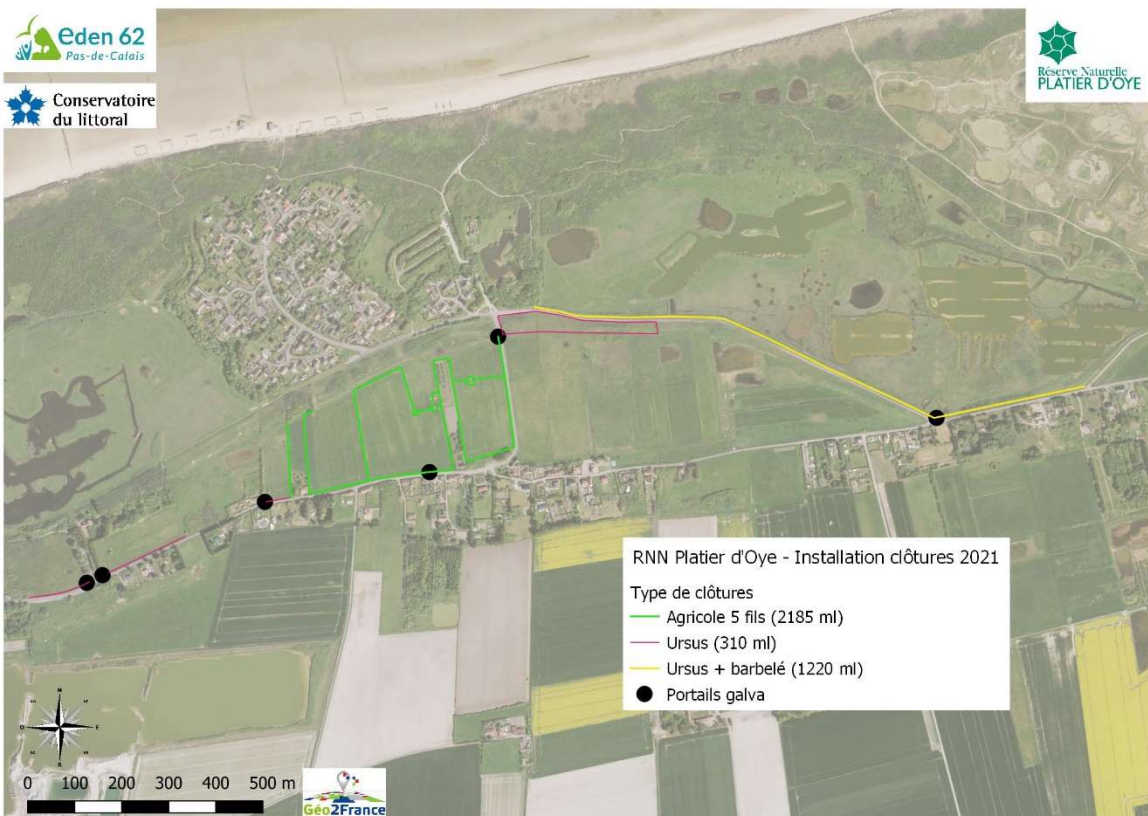 eden 62
Pas-de-Calais
Conservatoire
du littoral
Réserve Naturelle
PLATIER D'OYE
RNN Platier d'Oye - Installation clôtures 2021
Type de clôtures
Agricole 5 fils (2185 ml)
Ursus (310 ml)
Ursus + barbelé (1220 ml)
Portails galva
N
O
E
S
0 100 200 300 400 500 m
Géo2France